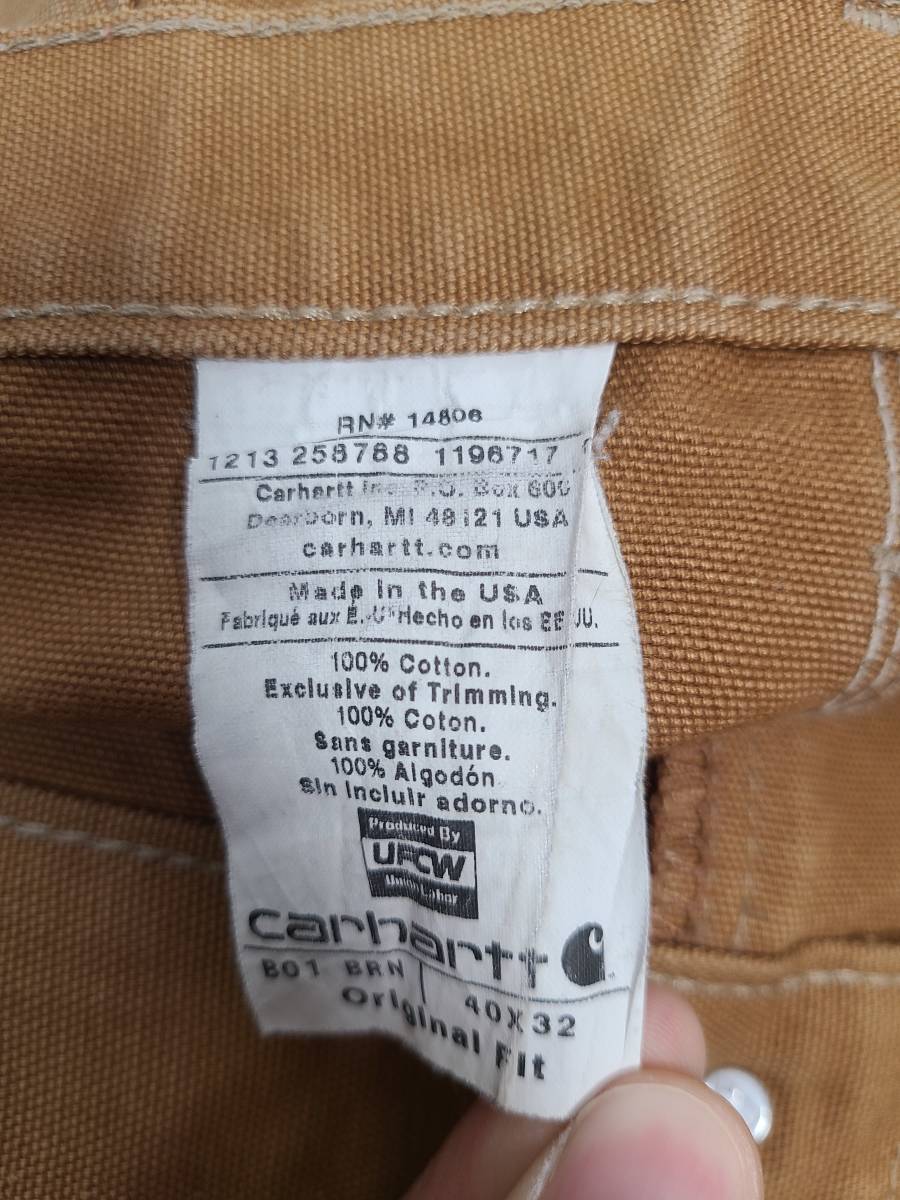 RN# 14806
1213 258788 1196717
Carhartt Inc. P.O. Box 600
Dearborn, MI 48121 USA
carhartt.com
Made in the USA
Fabriqué aux É.-U. Hecho en los EE.UU.
100% Cotton.
Exclusive of Trimming.
100% Coton.
Sans garniture.
100% Algodón
Sin incluir adorno.
Produced By
UFCW
Union Labor
carhartt
B01 BRN 40X32
Original Fit